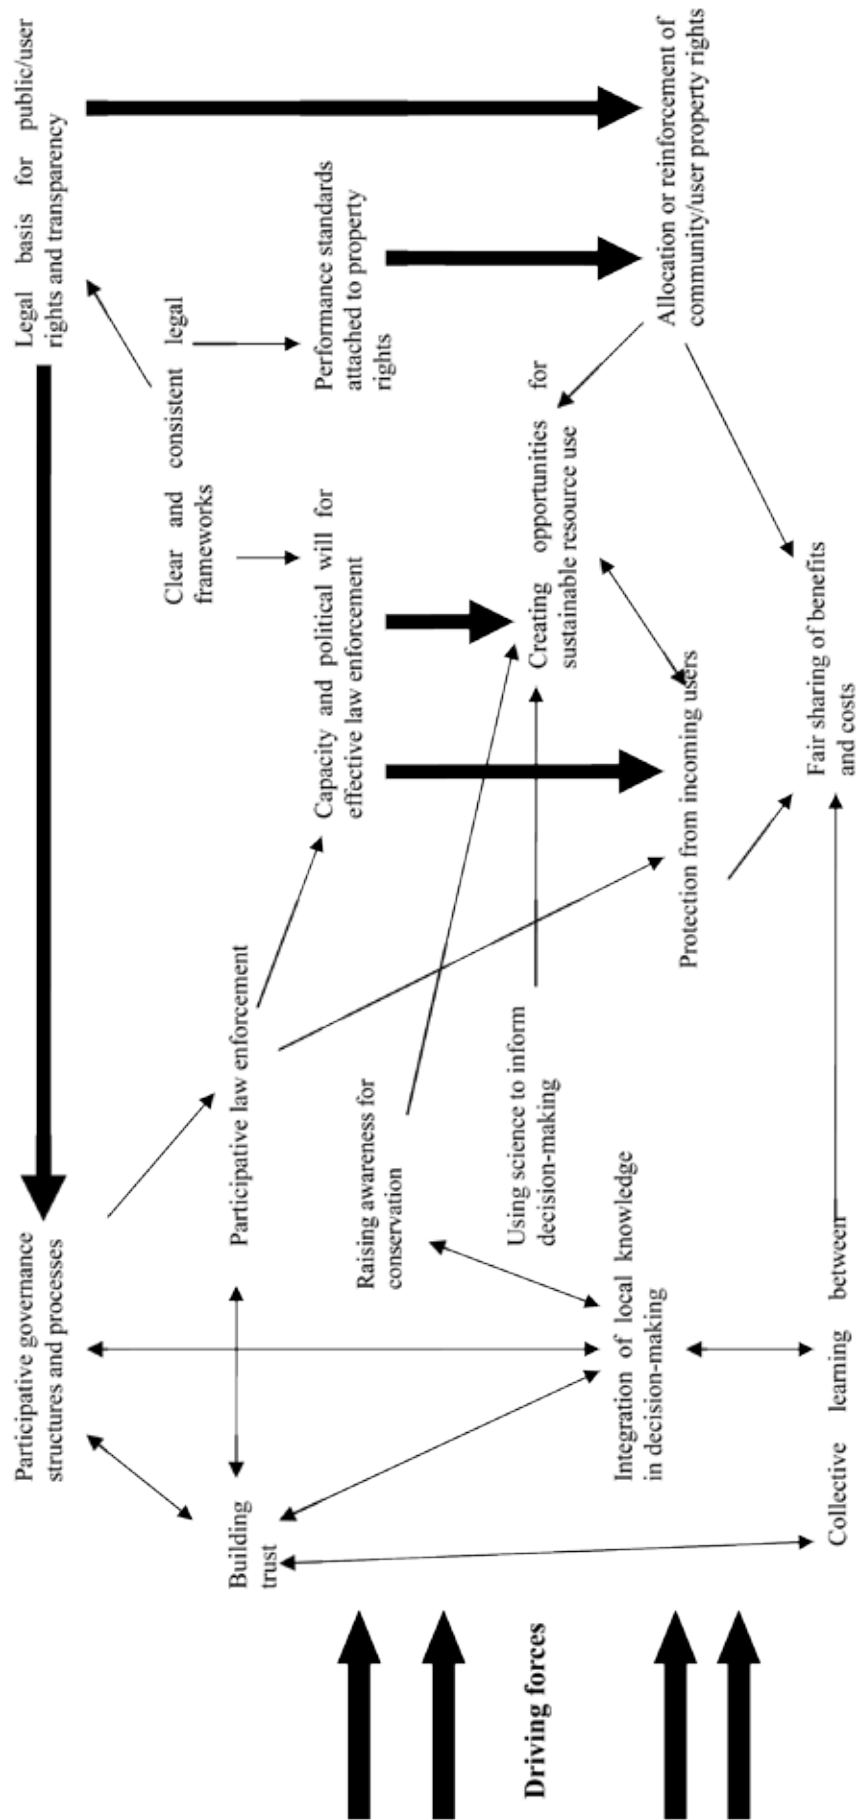 Participative governance
structures and processes
Legal basis for public/user
rights and transparency
Clear and consistent legal
frameworks
Building
trust
Participative law enforcement
Capacity and political will for
effective law enforcement
Performance standards
attached to property
rights
Raising awareness for
conservation
Using science to inform
decision-making
Creating opportunities for
sustainable resource use
Driving forces
Integration of local knowledge
in decision-making
Protection from incoming users
Allocation or reinforcement of
community/user property rights
Fair sharing of benefits
and costs
Collective learning between